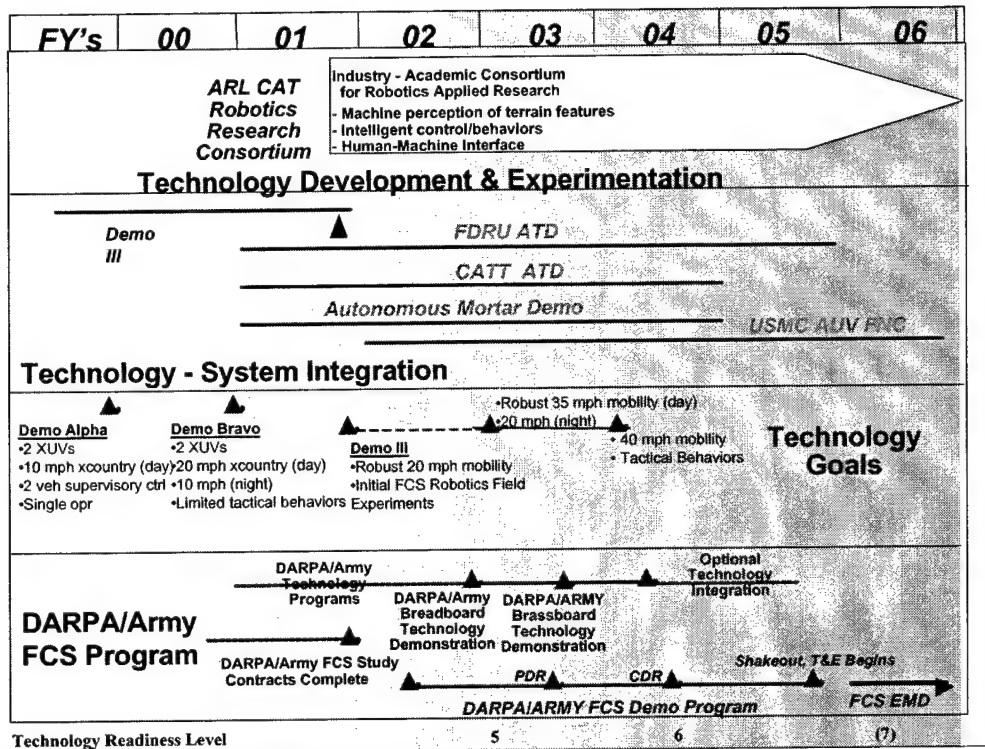 FY's 00 01 02 03 04 05 06
ARL CAT
Robotics
Research
Consortium
Industry - Academic Consortium
for Robotics Applied Research
- Machine perception of terrain features
- Intelligent control/behaviors
- Human-Machine Interface
Technology Development & Experimentation
Demo
III
FDRU ATD
CATT ATD
Autonomous Mortar Demo
USMC AUV FNC
Technology - System Integration
Demo Alpha
•2 XUVs
•10 mph xcountry (day)
•2 veh supervisory ctrl
•Single opr
Demo Bravo
•2 XUVs
•20 mph xcountry (day)
•10 mph (night)
•Limited tactical behaviors
Demo III
•Robust 20 mph mobility
•Initial FCS Robotics Field
Experiments
•Robust 35 mph mobility (day)
•20 mph (night)
• 40 mph mobility
• Tactical Behaviors
Technology
Goals
DARPA/Army
FCS Program
DARPA/Army
Technology
Programs
DARPA/Army
Breadboard
Technology
Demonstration
DARPA/ARMY
Brassboard
Technology
Demonstration
Optional
Technology
Integration
DARPA/Army FCS Study
Contracts Complete
PDR
CDR
Shakeout, T&E Begins
DARPA/ARMY FCS Demo Program
FCS EMD
Technology Readiness Level 5 6 (7)